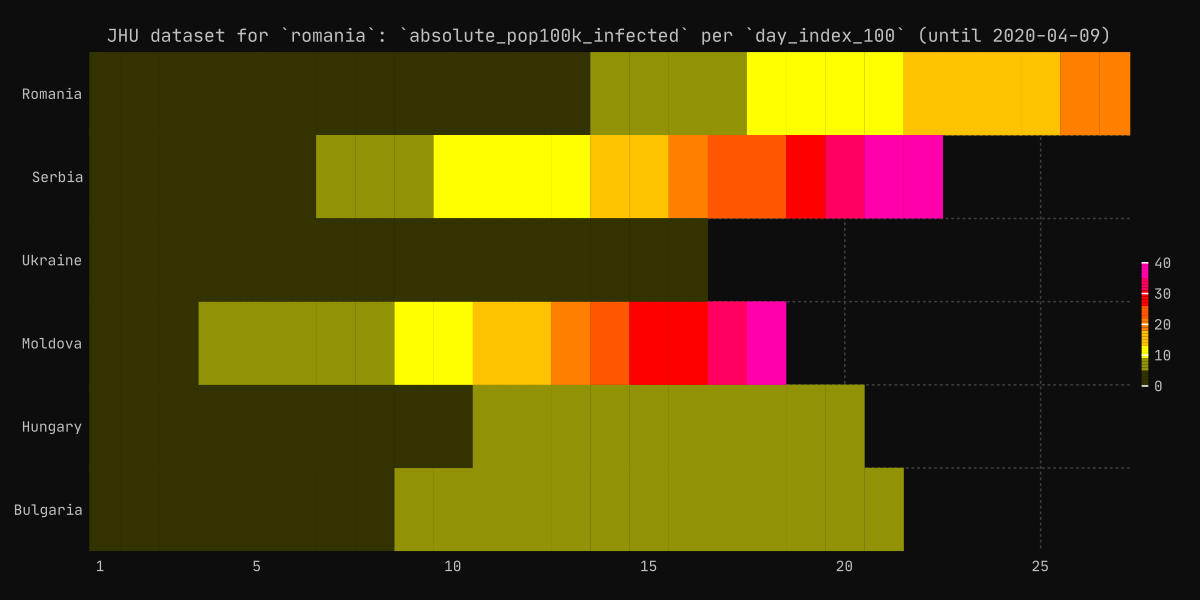 JHU dataset for `romania`: `absolute_pop100k_infected` per `day_index_100` (until 2020-04-09)
Romania
Serbia
Ukraine
Moldova
Hungary
Bulgaria
40
30
20
10
0
1 5 10 15 20 25